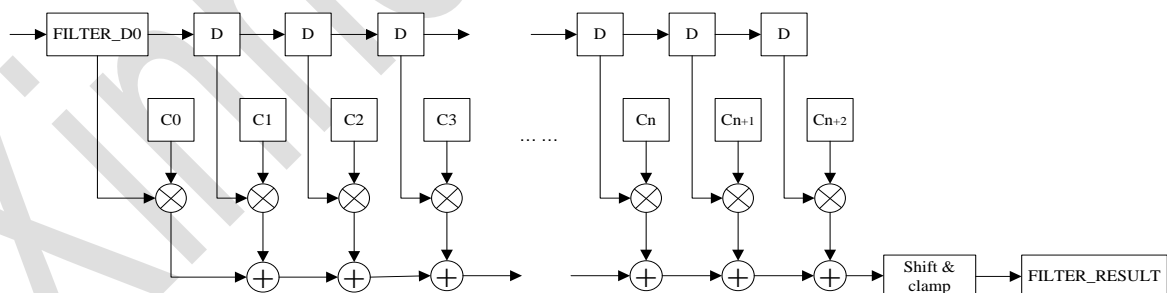 FILTER_D0 D D D D D D
C0 C1 C2 C3 ... ... Cn Cn+1 Cn+2
Shift &
clamp
FILTER_RESULT